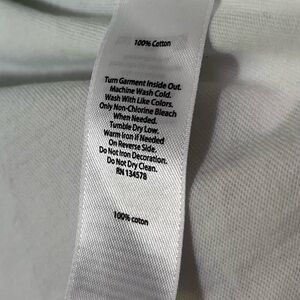 100% Cotton
Turn Garment Inside Out.
Machine Wash Cold.
Wash With Like Colors.
Only Non-Chlorine Bleach
When Needed.
Tumble Dry Low.
Warm Iron if Needed
On Reverse Side.
Do Not Iron Decoration.
Do Not Dry Clean.
RN 134578
100% coton